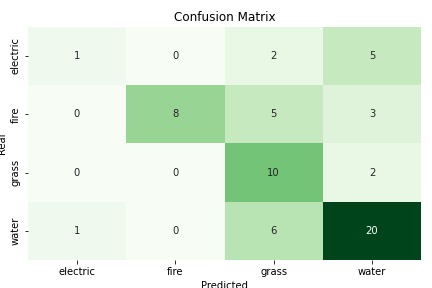 Confusion Matrix
electric 1 0 2 5
fire 0 8 5 3
Real
grass 0 0 10 2
water 1 0 6 20
electric fire grass water
Predicted